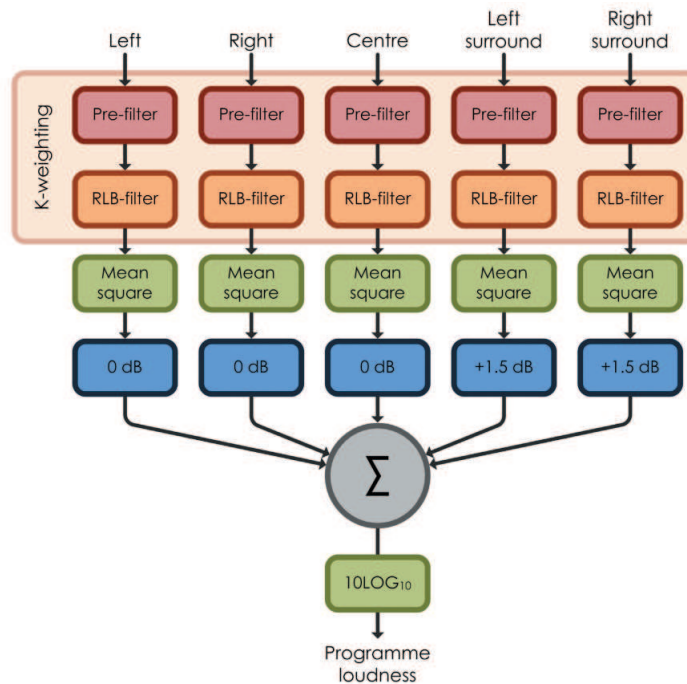 Left
Right
Centre
Left
surround
Right
surround
K-weighting
Pre-filter
Pre-filter
Pre-filter
Pre-filter
Pre-filter
RLB-filter
RLB-filter
RLB-filter
RLB-filter
RLB-filter
Mean
square
Mean
square
Mean
square
Mean
square
Mean
square
0 dB
0 dB
0 dB
+1.5 dB
+1.5 dB
Σ
10LOG₁₀
Programme
loudness